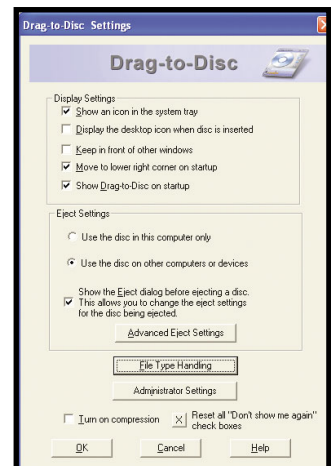 Drag-to-Disc Settings
Drag-to-Disc
Display Settings
Show an icon in the system tray
Display the desktop icon when disc is inserted
Keep in front of other windows
Move to lower right corner on startup
Show Drag-to-Disc on startup
Eject Settings
Use the disc in this computer only
Use the disc on other computers or devices
Show the Eject dialog before ejecting a disc.
This allows you to change the eject settings
for the disc being ejected.
Advanced Eject Settings
File Type Handling
Administrator Settings
Turn on compression
X
Reset all "Don't show me again"
check boxes
OK
Cancel
Help